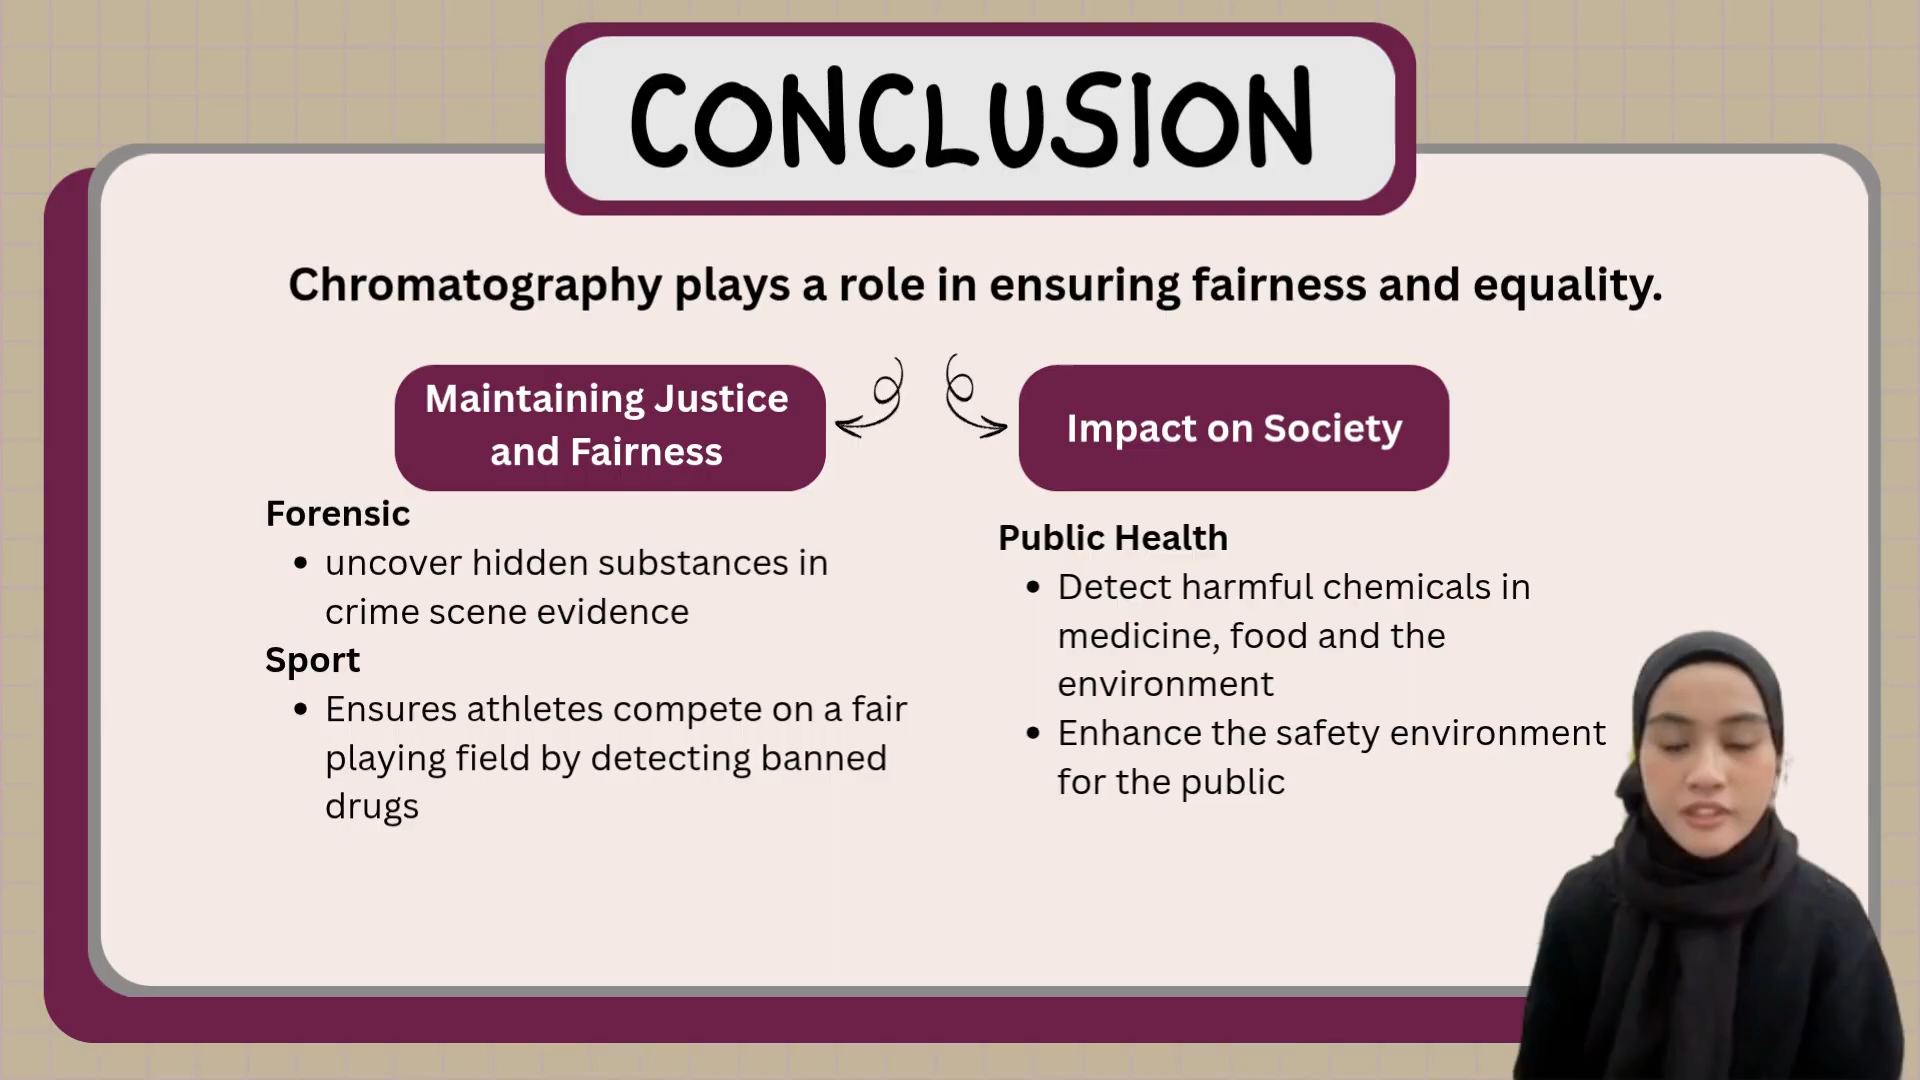 CONCLUSION
Chromatography plays a role in ensuring fairness and equality.
Maintaining Justice
and Fairness
Forensic
• uncover hidden substances in
crime scene evidence
Sport
• Ensures athletes compete on a fair
playing field by detecting banned
drugs
Impact on Society
Public Health
• Detect harmful chemicals in
medicine, food and the
environment
• Enhance the safety environment
for the public